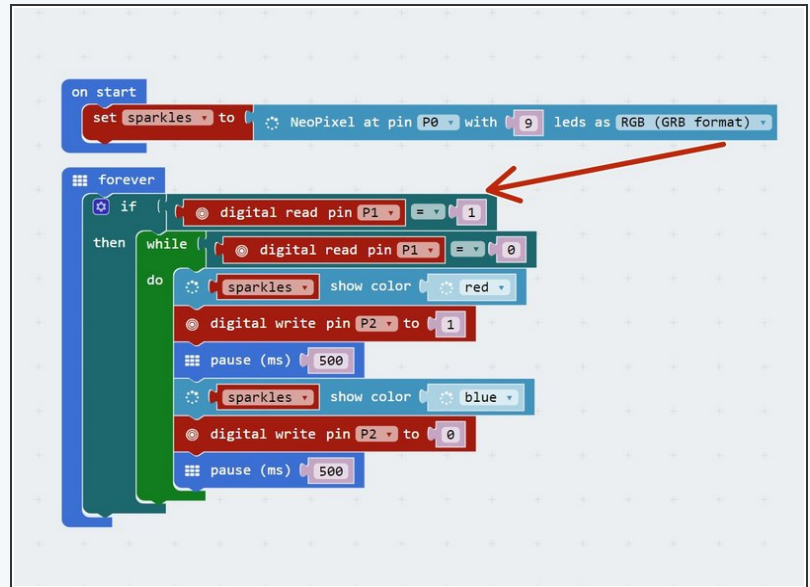 on start
set sparkles to NeoPixel at pin P0 with 9 leds as RGB (GRB format)
forever
if digital read pin P1 = 1
then while digital read pin P1 = 0
do sparkles show color red
digital write pin P2 to 1
pause (ms) 500
sparkles show color blue
digital write pin P2 to 0
pause (ms) 500